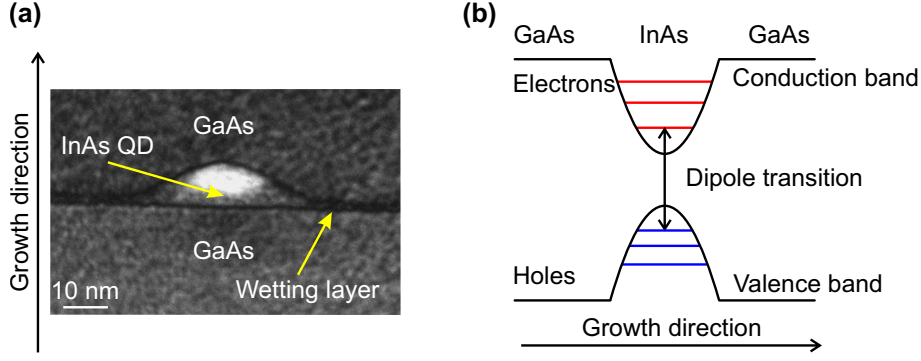 (a)
Growth direction
GaAs
InAs QD
GaAs
Wetting layer
10 nm
(b)
GaAs InAs GaAs
Electrons
Conduction band
Dipole transition
Holes
Valence band
Growth direction